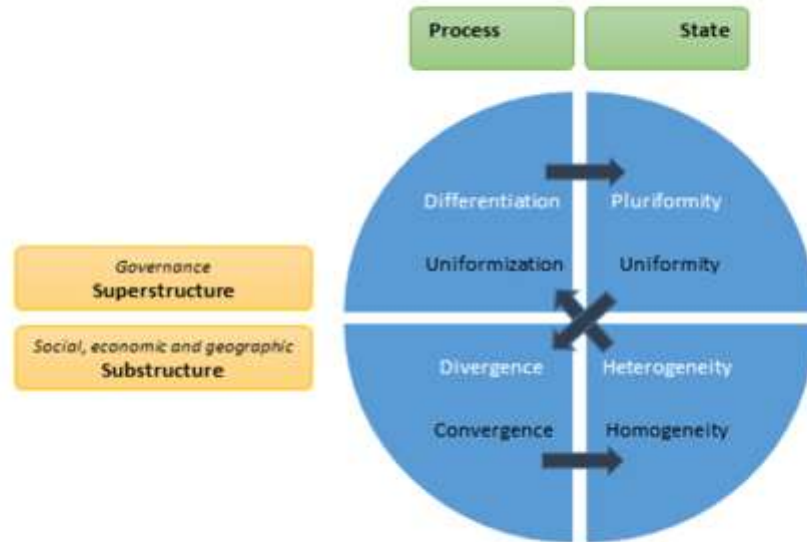 Process
State
Differentiation
Pluriformity
Uniformization
Uniformity
Governance
Superstructure
Social, economic and geographic
Substructure
Divergence
Heterogeneity
Convergence
Homogeneity